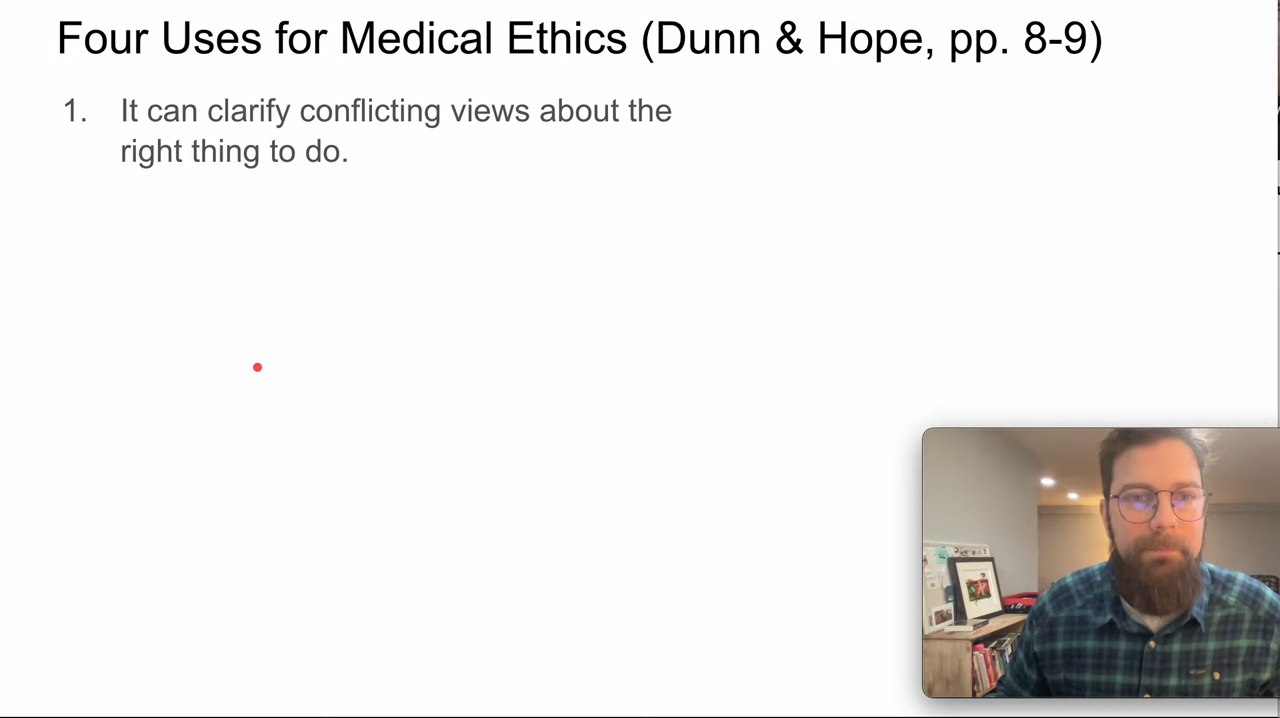 Four Uses for Medical Ethics (Dunn & Hope, pp. 8-9)
1. It can clarify conflicting views about the
right thing to do.